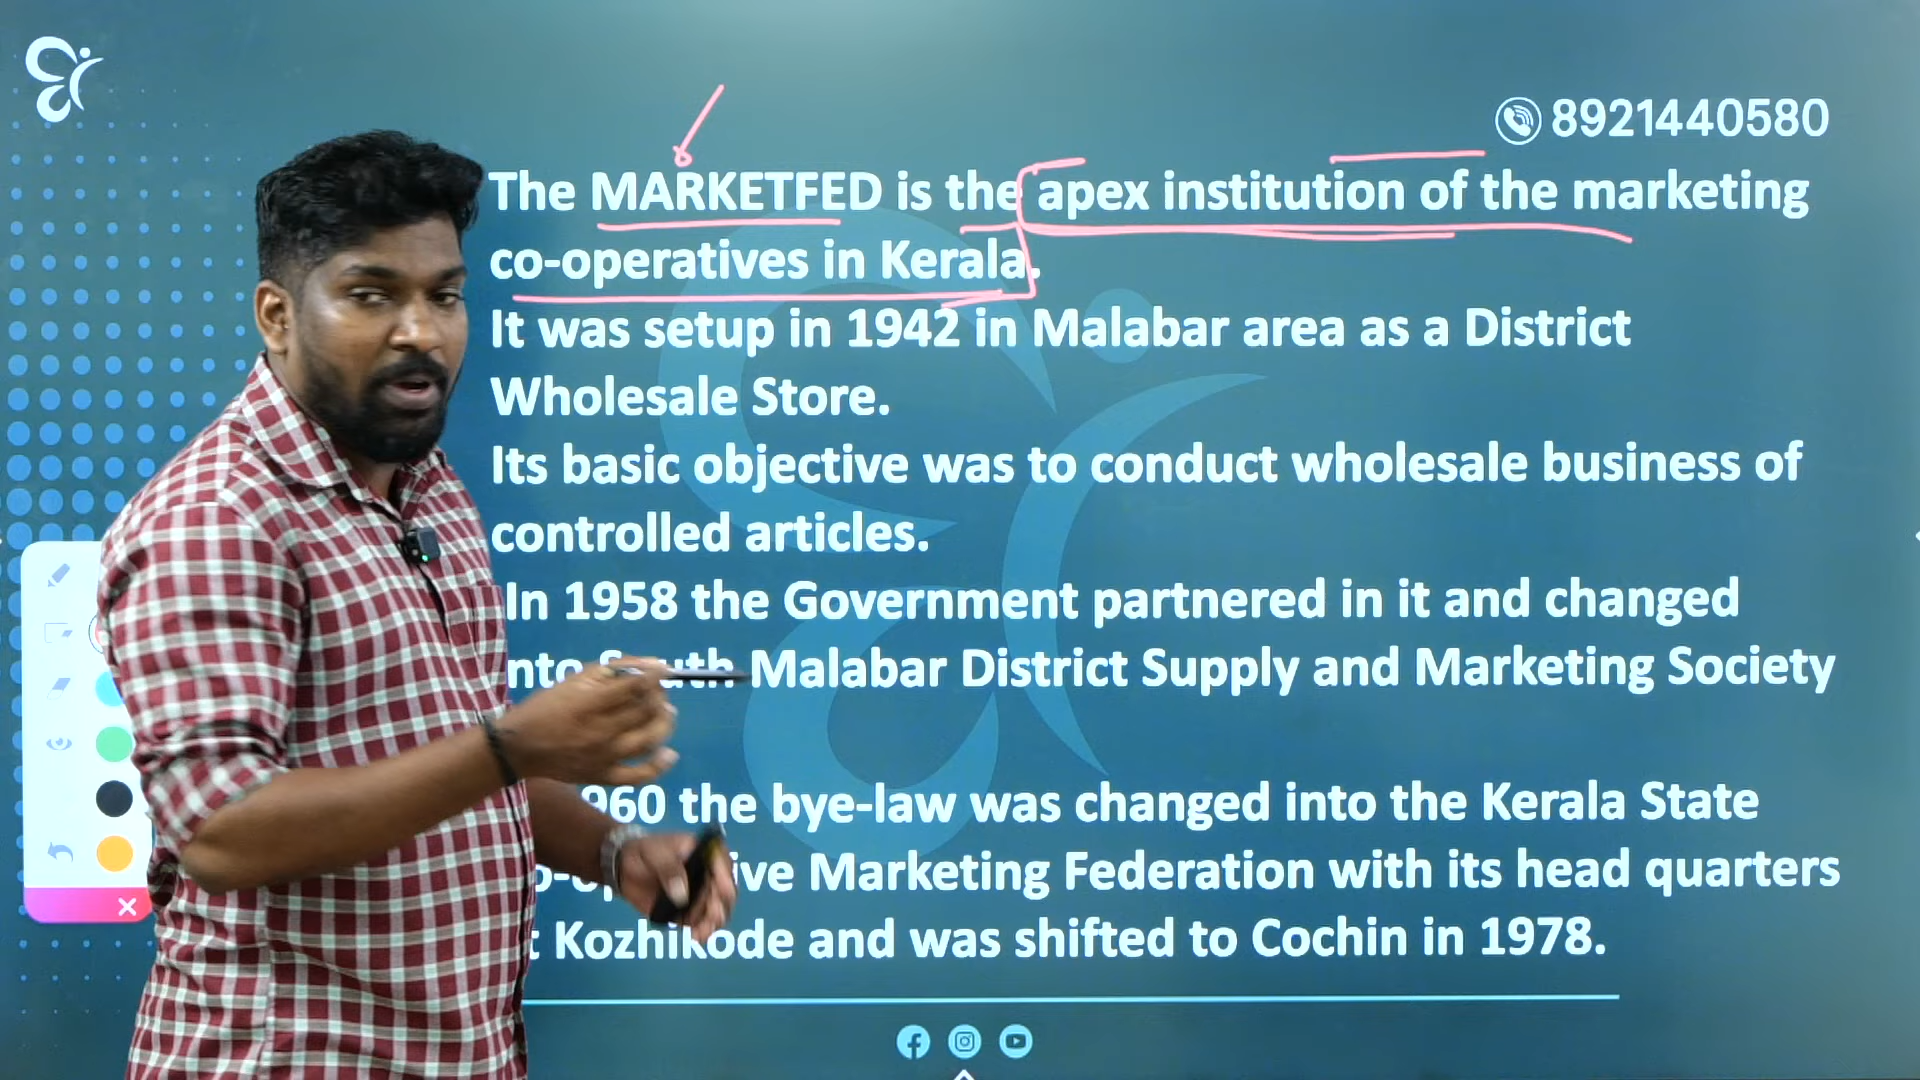 8921440580
The MARKETFED is the apex institution of the marketing
co-operatives in Kerala.
It was setup in 1942 in Malabar area as a District
Wholesale Store.
Its basic objective was to conduct wholesale business of
controlled articles.
In 1958 the Government partnered in it and changed
South Malabar District Supply and Marketing Society
the bye-law was changed into the Kerala State
Marketing Federation with its head quarters
Kozhikode and was shifted to Cochin in 1978.